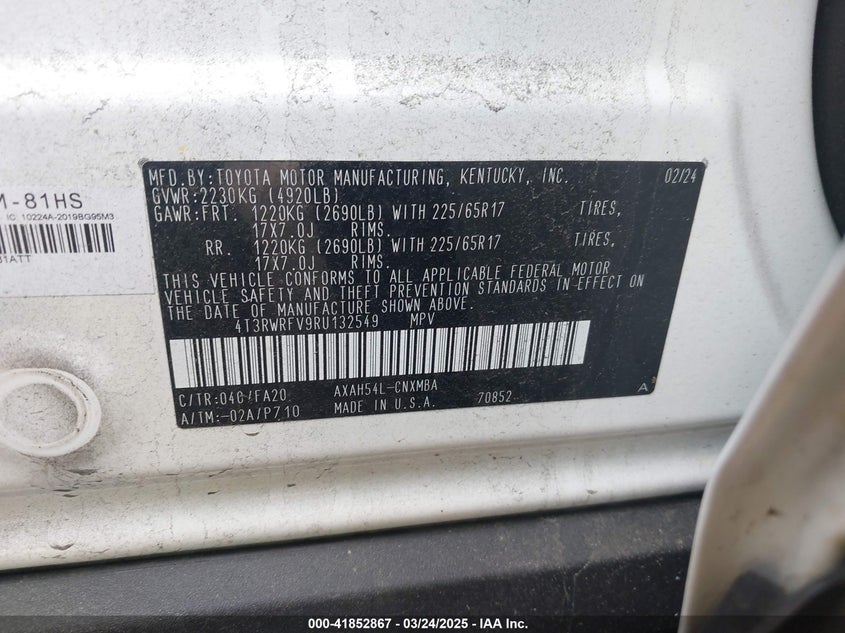 M-81HS
IC: 10224A-2019BG95M3
81ATT
MFD.BY:TOYOTA MOTOR MANUFACTURING, KENTUCKY, INC. 02/24
GVWR:2230KG (4920LB)
GAWR:FRT. 1220KG (2690LB) WITH 225/65R17 TIRES,
17X7.0J RIMS.
RR. 1220KG (2690LB) WITH 225/65R17 TIRES,
17X7.0J RIMS.
THIS VEHICLE CONFORMS TO ALL APPLICABLE FEDERAL MOTOR
VEHICLE SAFETY AND THEFT PREVENTION STANDARDS IN EFFECT ON
THE DATE OF MANUFACTURE SHOWN ABOVE.
4T3RWRFV9RU132549 MPV
C/TR:040/FA20 AXAH54L-CNXMBA A
A/TM:-02A/P710 MADE IN U.S.A. 70852
000-41852867 - 03/24/2025 - IAA Inc.